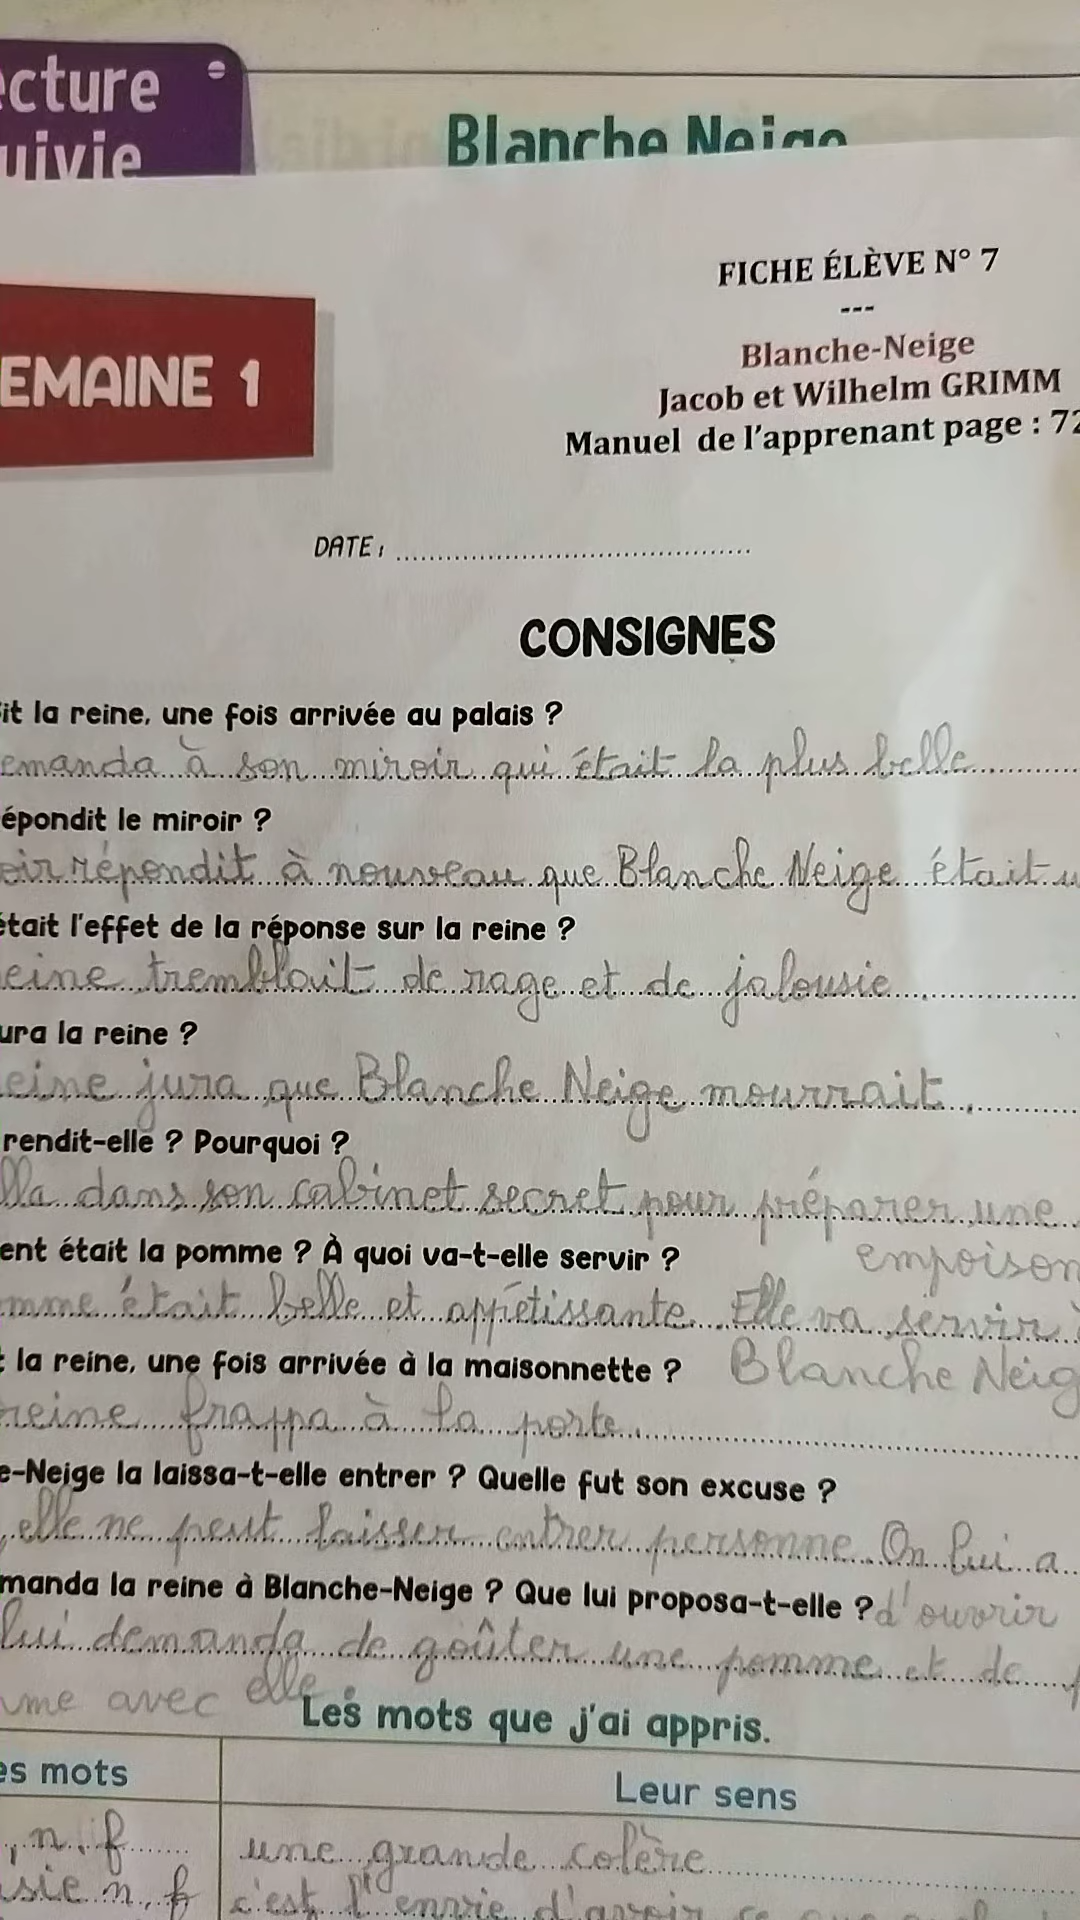 ecture
uivie
Blanche Neige
FICHE ÉLÈVE N° 7
---
EMAINE 1
Blanche-Neige
Jacob et Wilhelm GRIMM
Manuel de l'apprenant page : 72
DATE :
CONSIGNES
it la reine, une fois arrivée au palais ?
emanda à son miroir qui était la plus belle
épondit le miroir ?
oir répondit à nouveau que Blanche Neige était
était l'effet de la réponse sur la reine ?
eine tremblait de rage et de jalousie
ura la reine ?
eine jura que Blanche Neige mourrait.
rendit-elle ? Pourquoi ?
lla dans son cabinet secret pour préparer une
ent était la pomme ? À quoi va-t-elle servir ?
empoison
mme était belle et appétissante. Elle va servir
la reine, une fois arrivée à la maisonnette ?
Blanche Neig
reine frappa à la porte.
e-Neige la laissa-t-elle entrer ? Quelle fut son excuse ?
elle ne peut laisser entrer personne. On lui a
manda la reine à Blanche-Neige ? Que lui proposa-t-elle ?
d'ouvrir
lui demanda de goûter une pomme et de
me avec elle.
Les mots que j'ai appris.
es mots
Leur sens
, n. f
une grande colère
sie n, f
c'est l'envie d'avoir ce